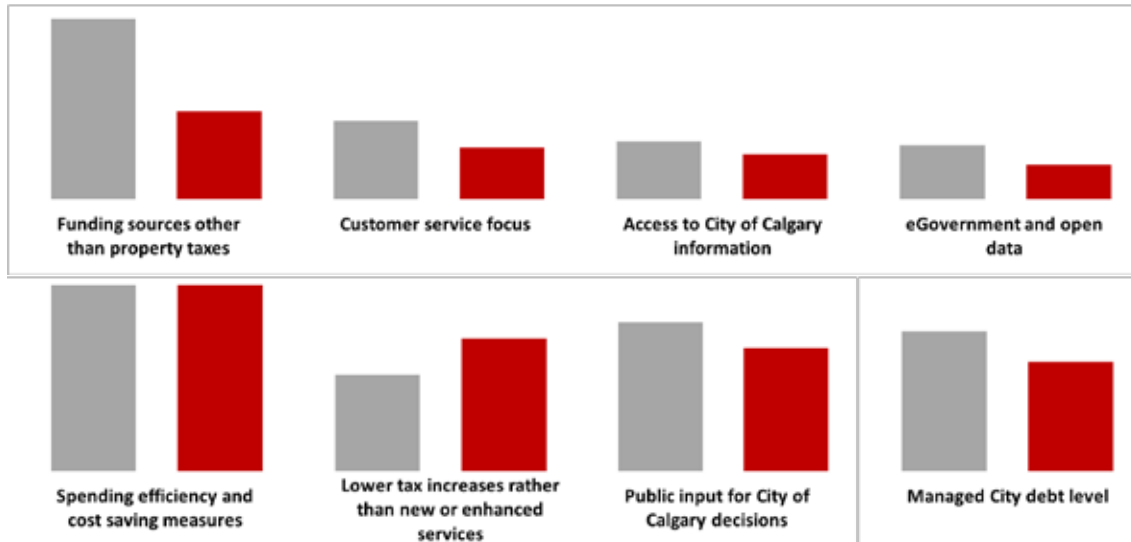 Funding sources other
than property taxes
Customer service focus
Access to City of Calgary
information
eGovernment and open
data
Spending efficiency and
cost saving measures
Lower tax increases rather
than new or enhanced
services
Public input for City of
Calgary decisions
Managed City debt level